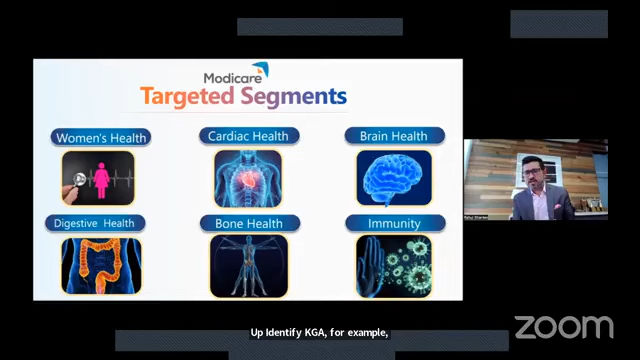 Modicare
Targeted Segments
Women's Health
Cardiac Health
Brain Health
Digestive Health
Bone Health
Immunity
Up Identify KGA, for example,
zoom